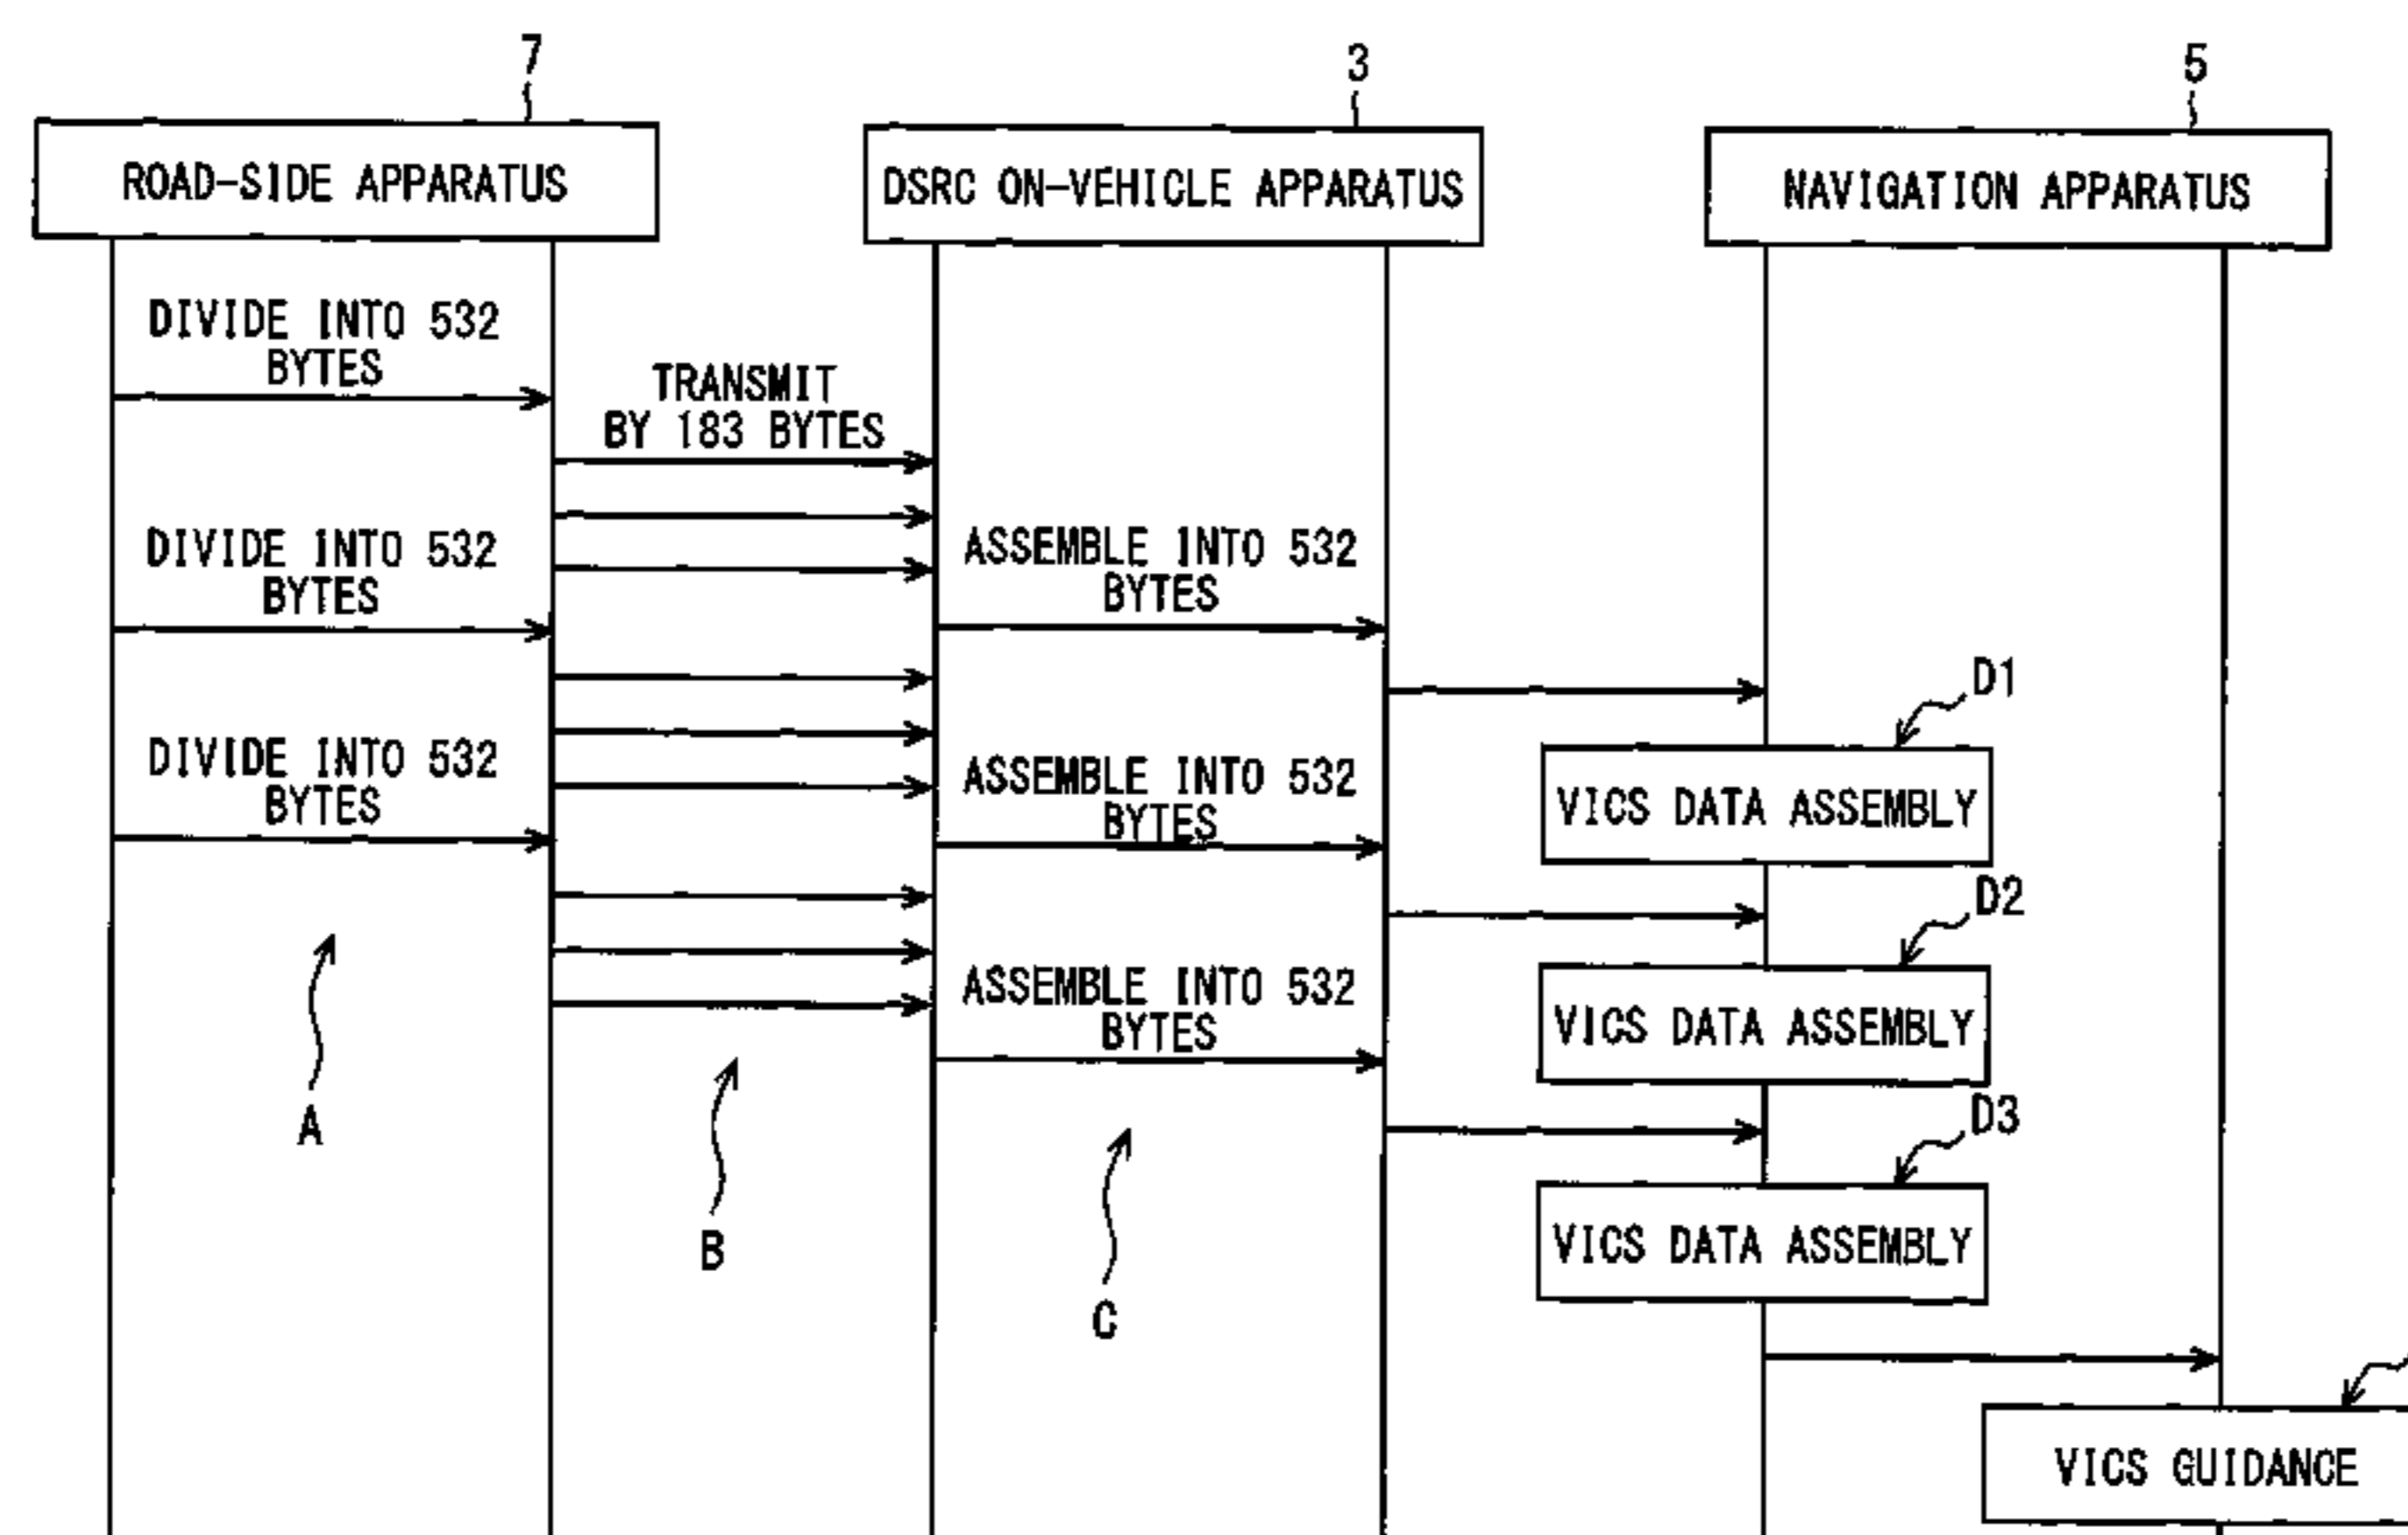 7
3
5
ROAD-SIDE APPARATUS
DSRC ON-VEHICLE APPARATUS
NAVIGATION APPARATUS
DIVIDE INTO 532
BYTES
TRANSMIT
BY 183 BYTES
DIVIDE INTO 532
BYTES
ASSEMBLE INTO 532
BYTES
D1
DIVIDE INTO 532
BYTES
ASSEMBLE INTO 532
BYTES
VICS DATA ASSEMBLY
D2
ASSEMBLE INTO 532
BYTES
VICS DATA ASSEMBLY
A
D3
B
VICS DATA ASSEMBLY
C
VICS GUIDANCE